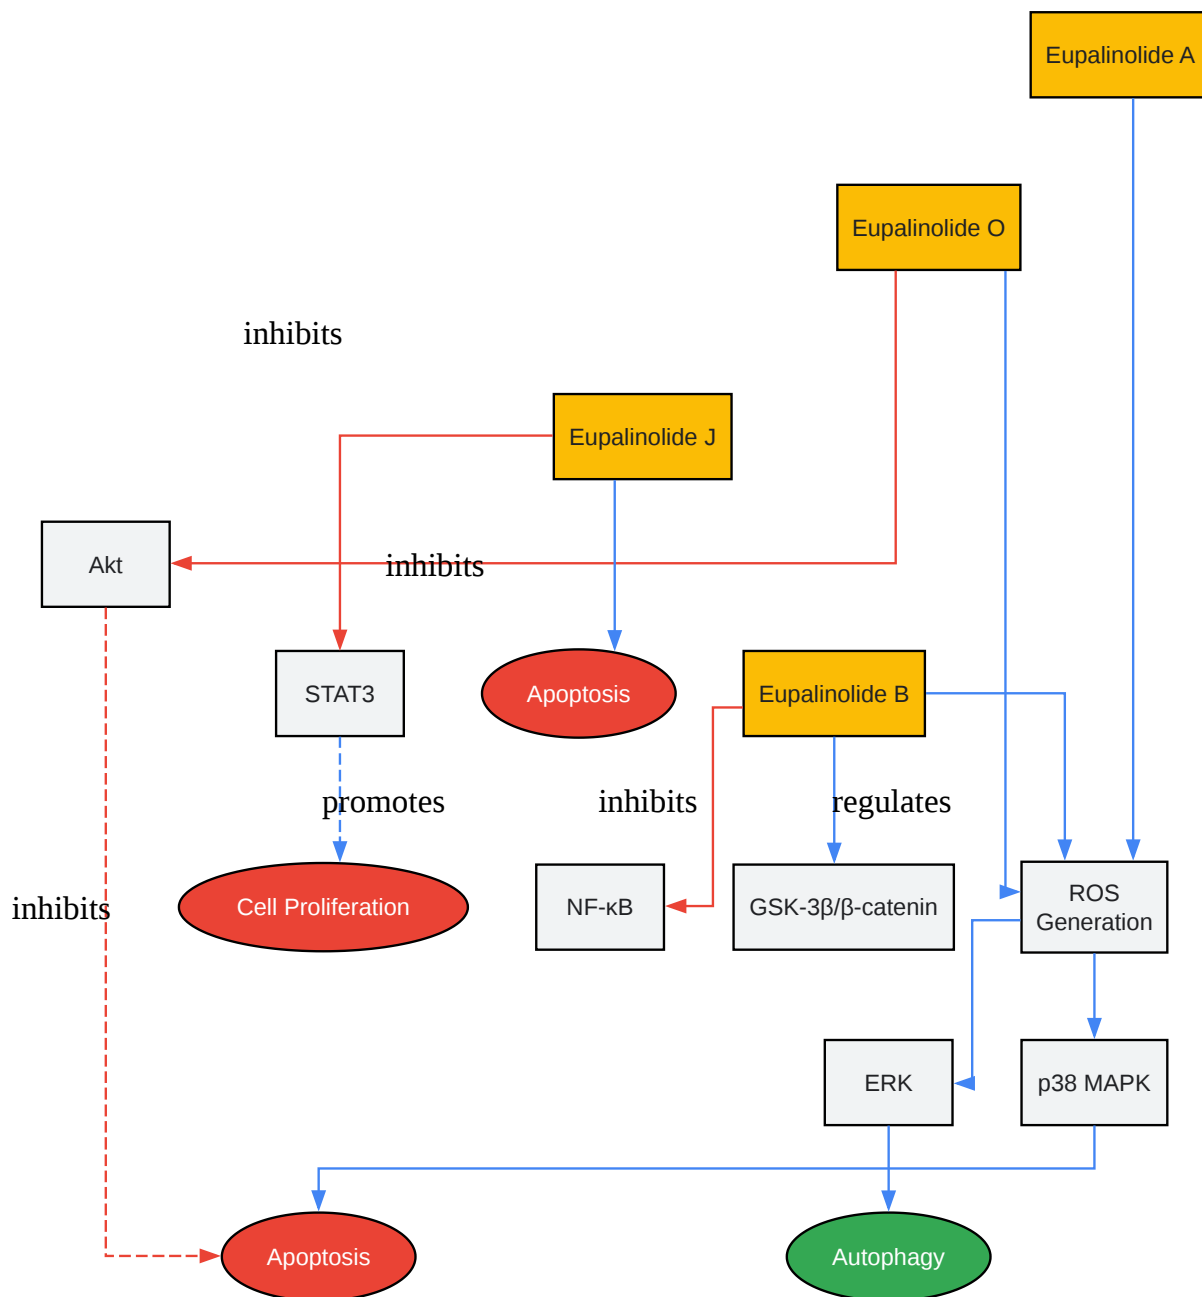 Eupalinolide A
Eupalinolide O
inhibits
Eupalinolide J
Akt
inhibits
STAT3
Apoptosis
Eupalinolide B
promotes
inhibits
regulates
inhibits
Cell Proliferation
NF-κB
GSK-3β/β-catenin
ROS
Generation
ERK
p38 MAPK
Apoptosis
Autophagy